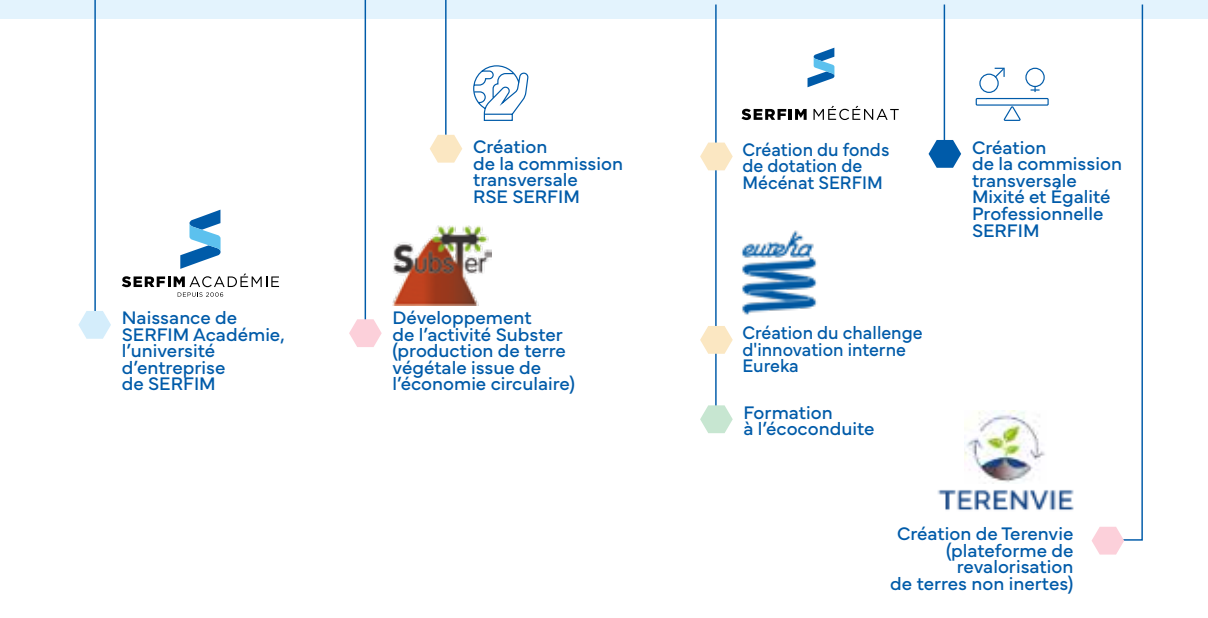 SERFIM ACADÉMIE
DEPUIS 2006
Naissance de
SERFIM Académie,
l'université
d'entreprise
de SERFIM
Création
de la commission
transversale
RSE SERFIM
SubsTer
Développement
de l'activité Subster
(production de terre
végétale issue de
l'économie circulaire)
SERFIM MÉCÉNAT
Création du fonds
de dotation de
Mécénat SERFIM
eureka
Création du challenge
d'innovation interne
Eureka
Formation
à l'écoconduite
Création
de la commission
transversale
Mixité et Égalité
Professionnelle
SERFIM
TERENVIE
Création de Terenvie
(plateforme de
revalorisation
de terres non inertes)